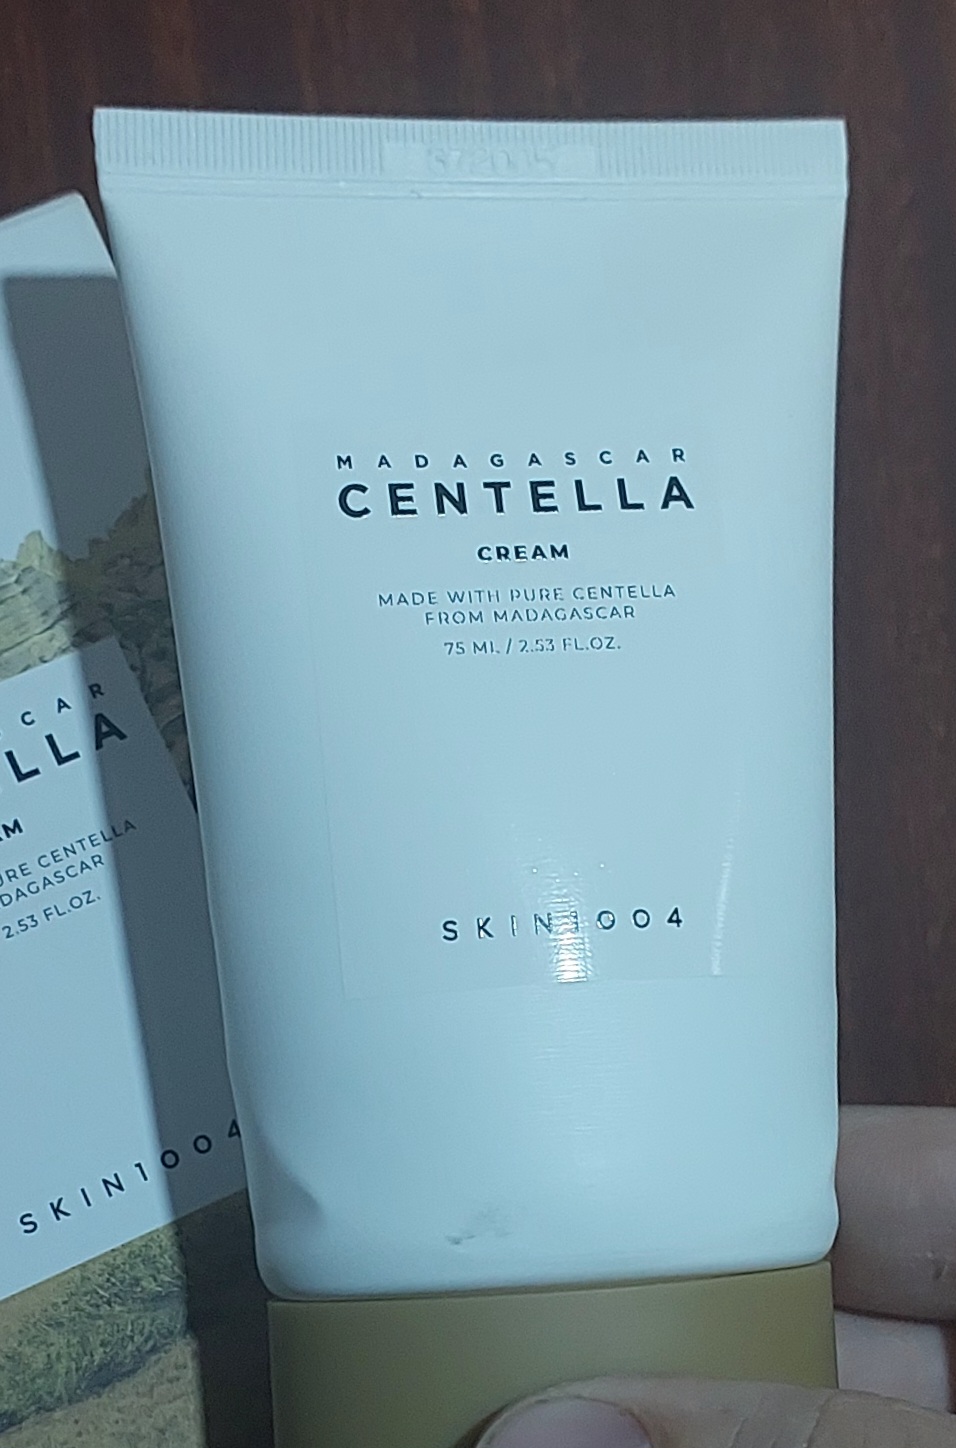 MADAGASCAR
CENTELLA
CREAM
MADE WITH PURE CENTELLA
FROM MADAGASCAR
75 ML / 2.53 FL.OZ.
SKIN1004
CAR
LLA
URE CENTELLA
DAGASCAR
2.53 FL.OZ.
SKIN1004